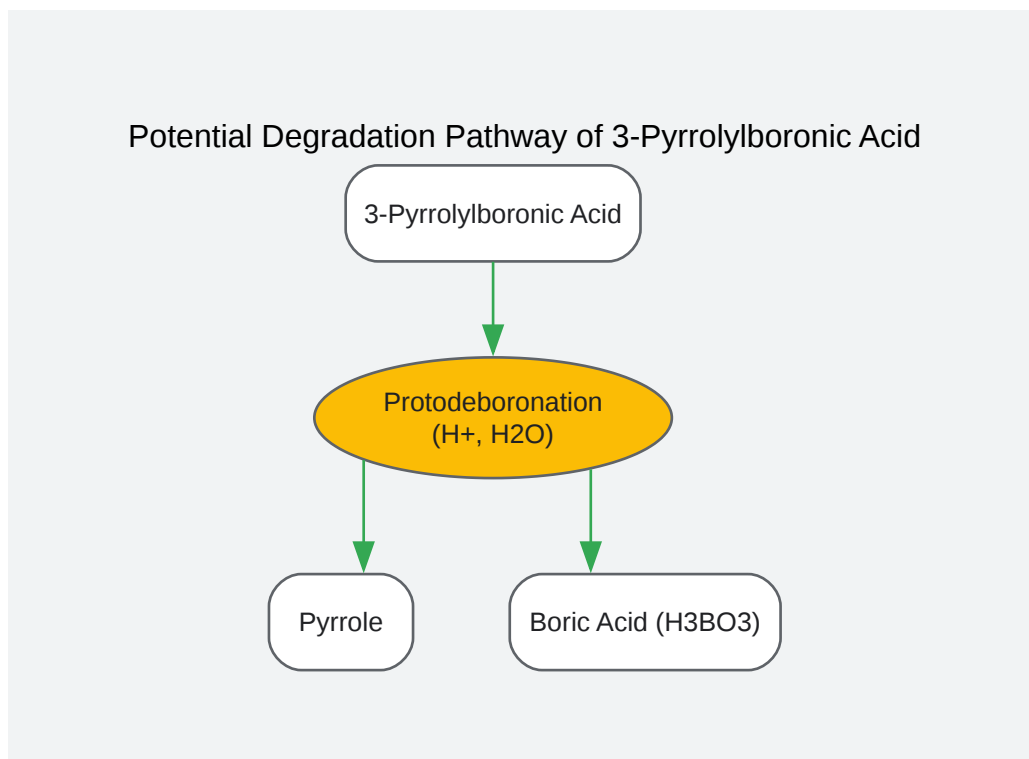 Potential Degradation Pathway of 3-Pyrrolylboronic Acid
3-Pyrrolylboronic Acid
Protodeboronation
(H+, H2O)
Pyrrole
Boric Acid (H3BO3)